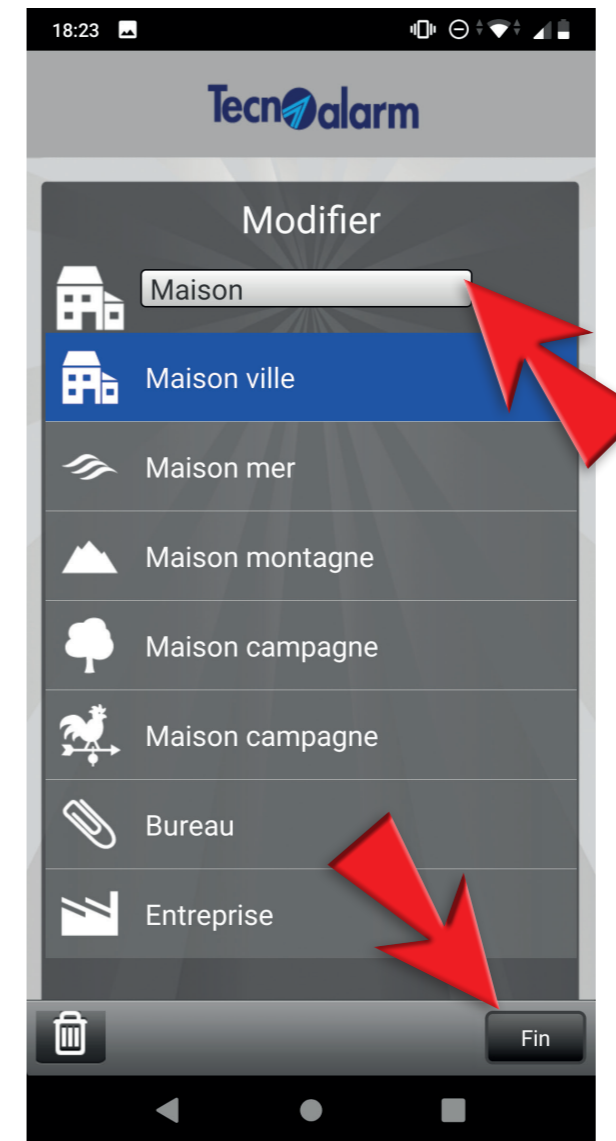 18:23
Tecnoalarm
Modifier
Maison
Maison ville
Maison mer
Maison montagne
Maison campagne
Maison campagne
Bureau
Entreprise
Fin